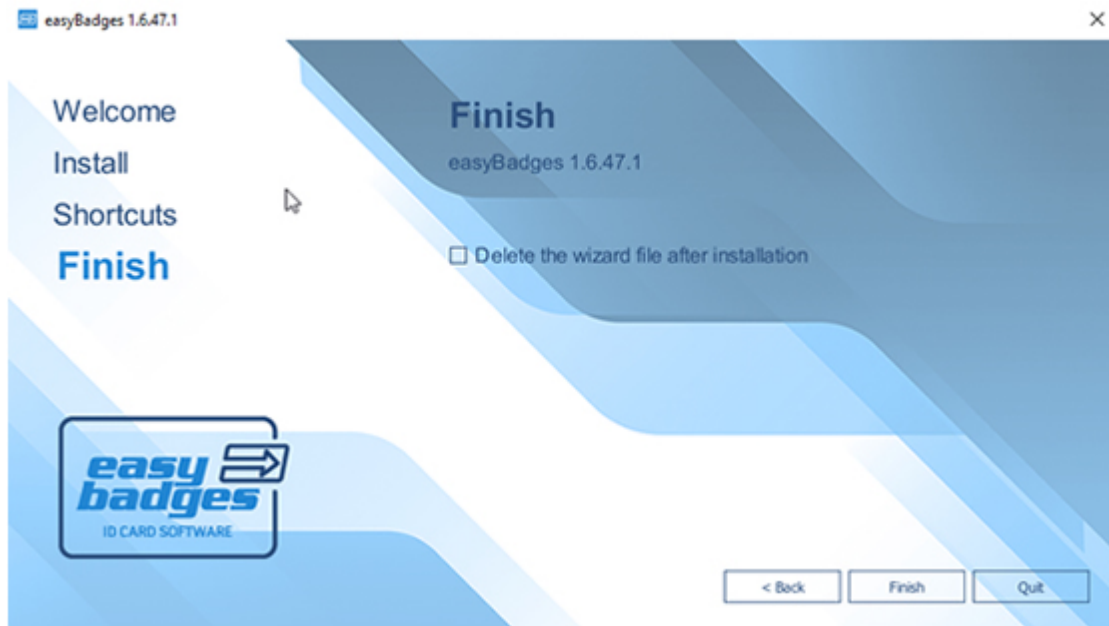 easyBadges 1.6.47.1
Welcome
Install
Shortcuts
Finish
Finish
easyBadges 1.6.47.1
Delete the wizard file after installation
easy
badges
ID CARD SOFTWARE
< Back
Finish
Quit